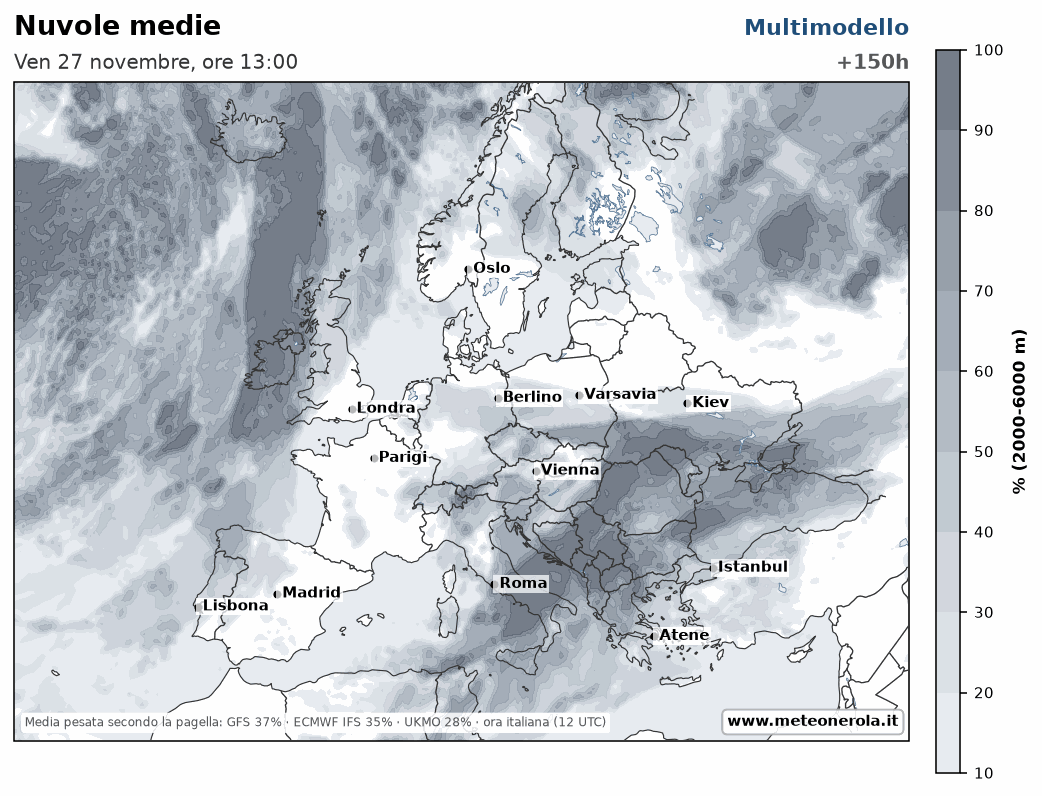 Nuvole medie
Multimodello
Ven 27 novembre, ore 13:00
+150h
100
90
80
70
60
50
40
30
20
10
% (2000-6000 m)
Oslo
Berlino
Varsavia
Kiev
Londra
Parigi
Vienna
Istanbul
Roma
Madrid
Lisbona
Atene
Media pesata secondo la pagella: GFS 37% · ECMWF IFS 35% · UKMO 28% · ora italiana (12 UTC)
www.meteonerola.it